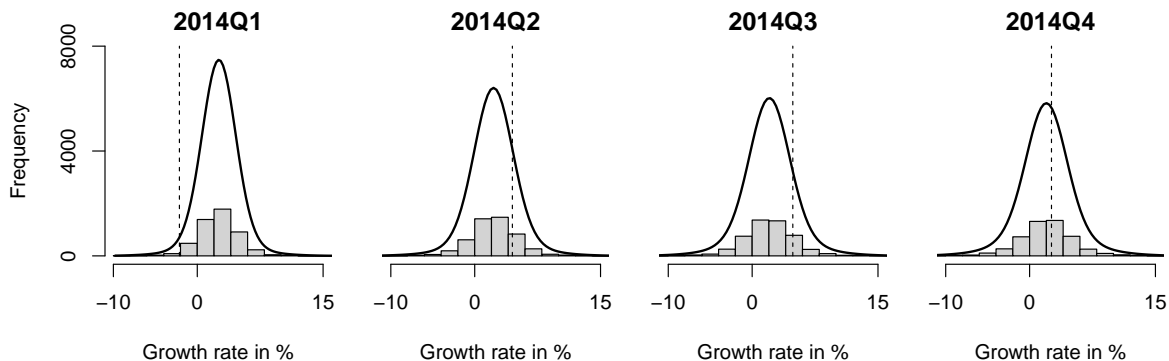 2014Q1 2014Q2 2014Q3 2014Q4
8000
4000
0
Frequency
−10 0 15 −10 0 15 −10 0 15 −10 0 15
Growth rate in % Growth rate in % Growth rate in % Growth rate in %